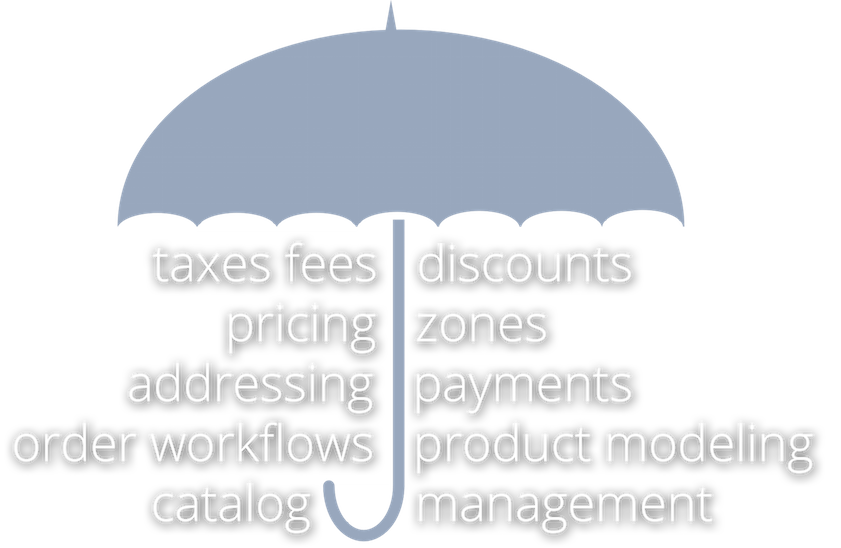 taxes fees discounts
pricing zones
addressing payments
order workflows product modeling
catalog management